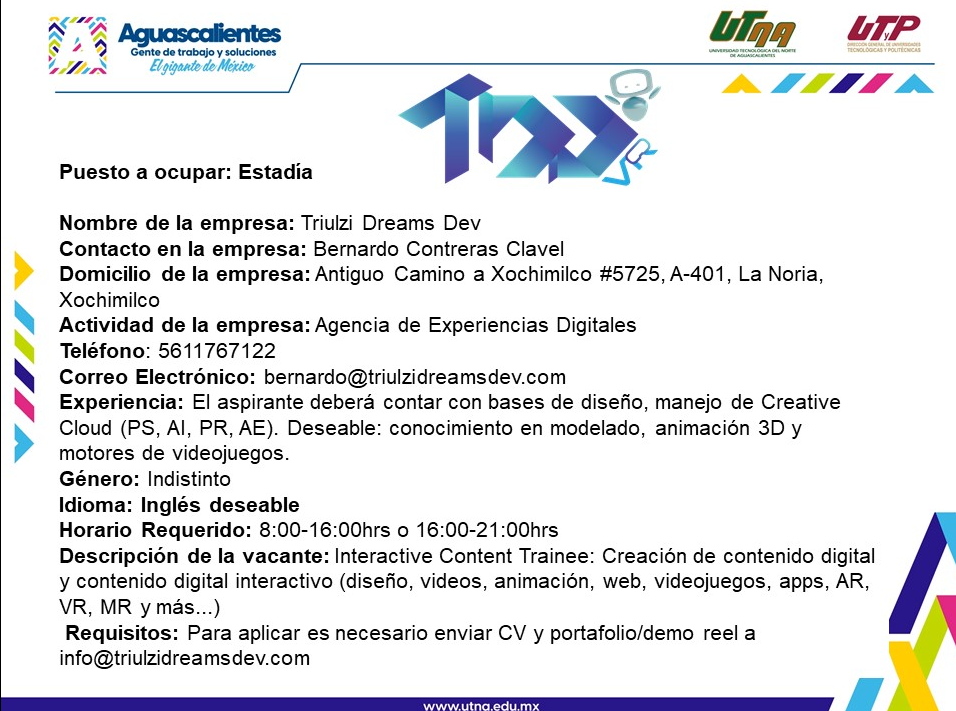 Aguascalientes
Gente de trabajo y soluciones
El gigante de México
UTNA
UNIVERSIDAD TECNOLÓGICA DEL NORTE
DE AGUASCALIENTES
UTyP
DIRECCIÓN GENERAL DE UNIVERSIDADES
TECNOLÓGICAS Y POLITÉCNICAS
TDD
VR
Puesto a ocupar: Estadía
Nombre de la empresa: Triulzi Dreams Dev
Contacto en la empresa: Bernardo Contreras Clavel
Domicilio de la empresa: Antiguo Camino a Xochimilco #5725, A-401, La Noria,
Xochimilco
Actividad de la empresa: Agencia de Experiencias Digitales
Teléfono: 5611767122
Correo Electrónico: bernardo@triulzidreamsdev.com
Experiencia: El aspirante deberá contar con bases de diseño, manejo de Creative
Cloud (PS, AI, PR, AE). Deseable: conocimiento en modelado, animación 3D y
motores de videojuegos.
Género: Indistinto
Idioma: Inglés deseable
Horario Requerido: 8:00-16:00hrs o 16:00-21:00hrs
Descripción de la vacante: Interactive Content Trainee: Creación de contenido digital
y contenido digital interactivo (diseño, videos, animación, web, videojuegos, apps, AR,
VR, MR y más...)
Requisitos: Para aplicar es necesario enviar CV y portafolio/demo reel a
info@triulzidreamsdev.com
www.utna.edu.mx